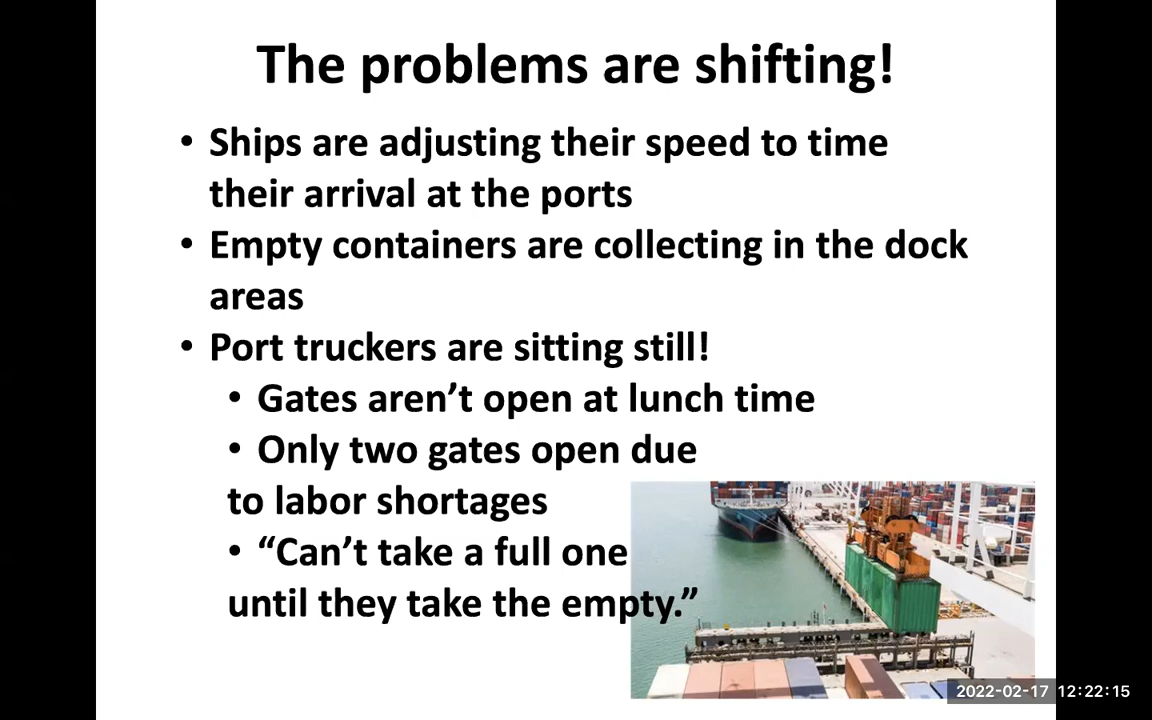 The problems are shifting!
• Ships are adjusting their speed to time
their arrival at the ports
• Empty containers are collecting in the dock
areas
• Port truckers are sitting still!
• Gates aren’t open at lunch time
• Only two gates open due
to labor shortages
• “Can’t take a full one
until they take the empty.”
2022-02-17 12:22:15